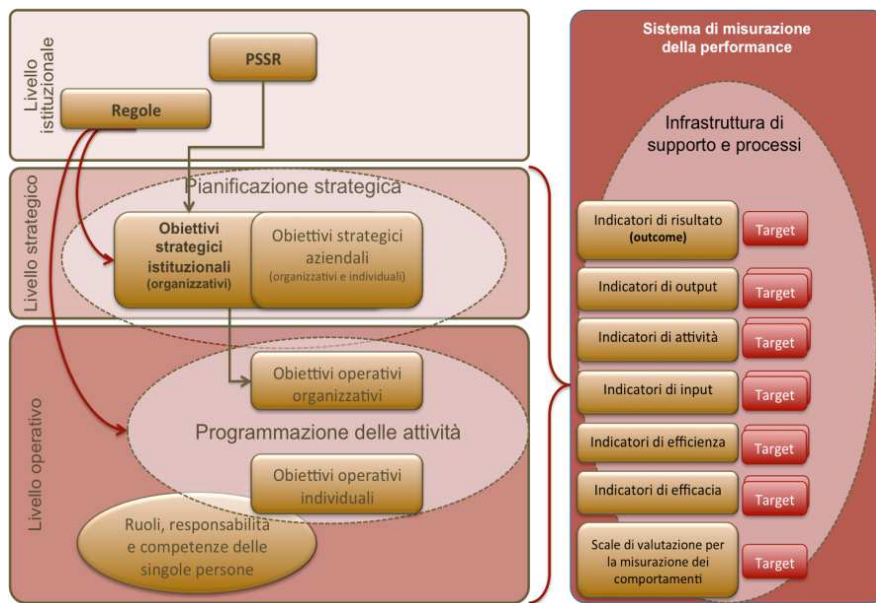 Livello
istituzionale
PSSR
Regole
Livello strategico
Pianificazione strategica
Obiettivi
strategici
istituzionali
(organizzativi)
Obiettivi strategici
aziendali
(organizzativi e individuali)
Livello operativo
Obiettivi operativi
organizzativi
Programmazione delle attività
Obiettivi operativi
individuali
Ruoli, responsabilità
e competenze delle
singole persone
Sistema di misurazione
della performance
Infrastruttura di
supporto e processi
Indicatori di risultato
(outcome)
Target
Indicatori di output
Target
Indicatori di attività
Target
Indicatori di input
Target
Indicatori di efficienza
Target
Indicatori di efficacia
Target
Scale di valutazione per
la misurazione dei
comportamenti
Target